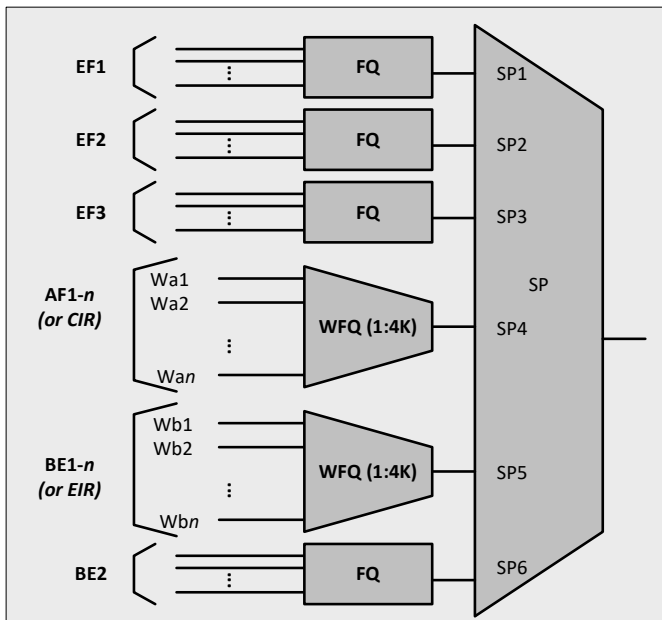 EF1
⋮
FQ
SP1
EF2
⋮
FQ
SP2
EF3
⋮
FQ
SP3
AF1-n
(or CIR)
Wa1
Wa2
⋮
Wan
WFQ (1:4K)
SP4
SP
BE1-n
(or EIR)
Wb1
Wb2
⋮
Wbn
WFQ (1:4K)
SP5
BE2
⋮
FQ
SP6